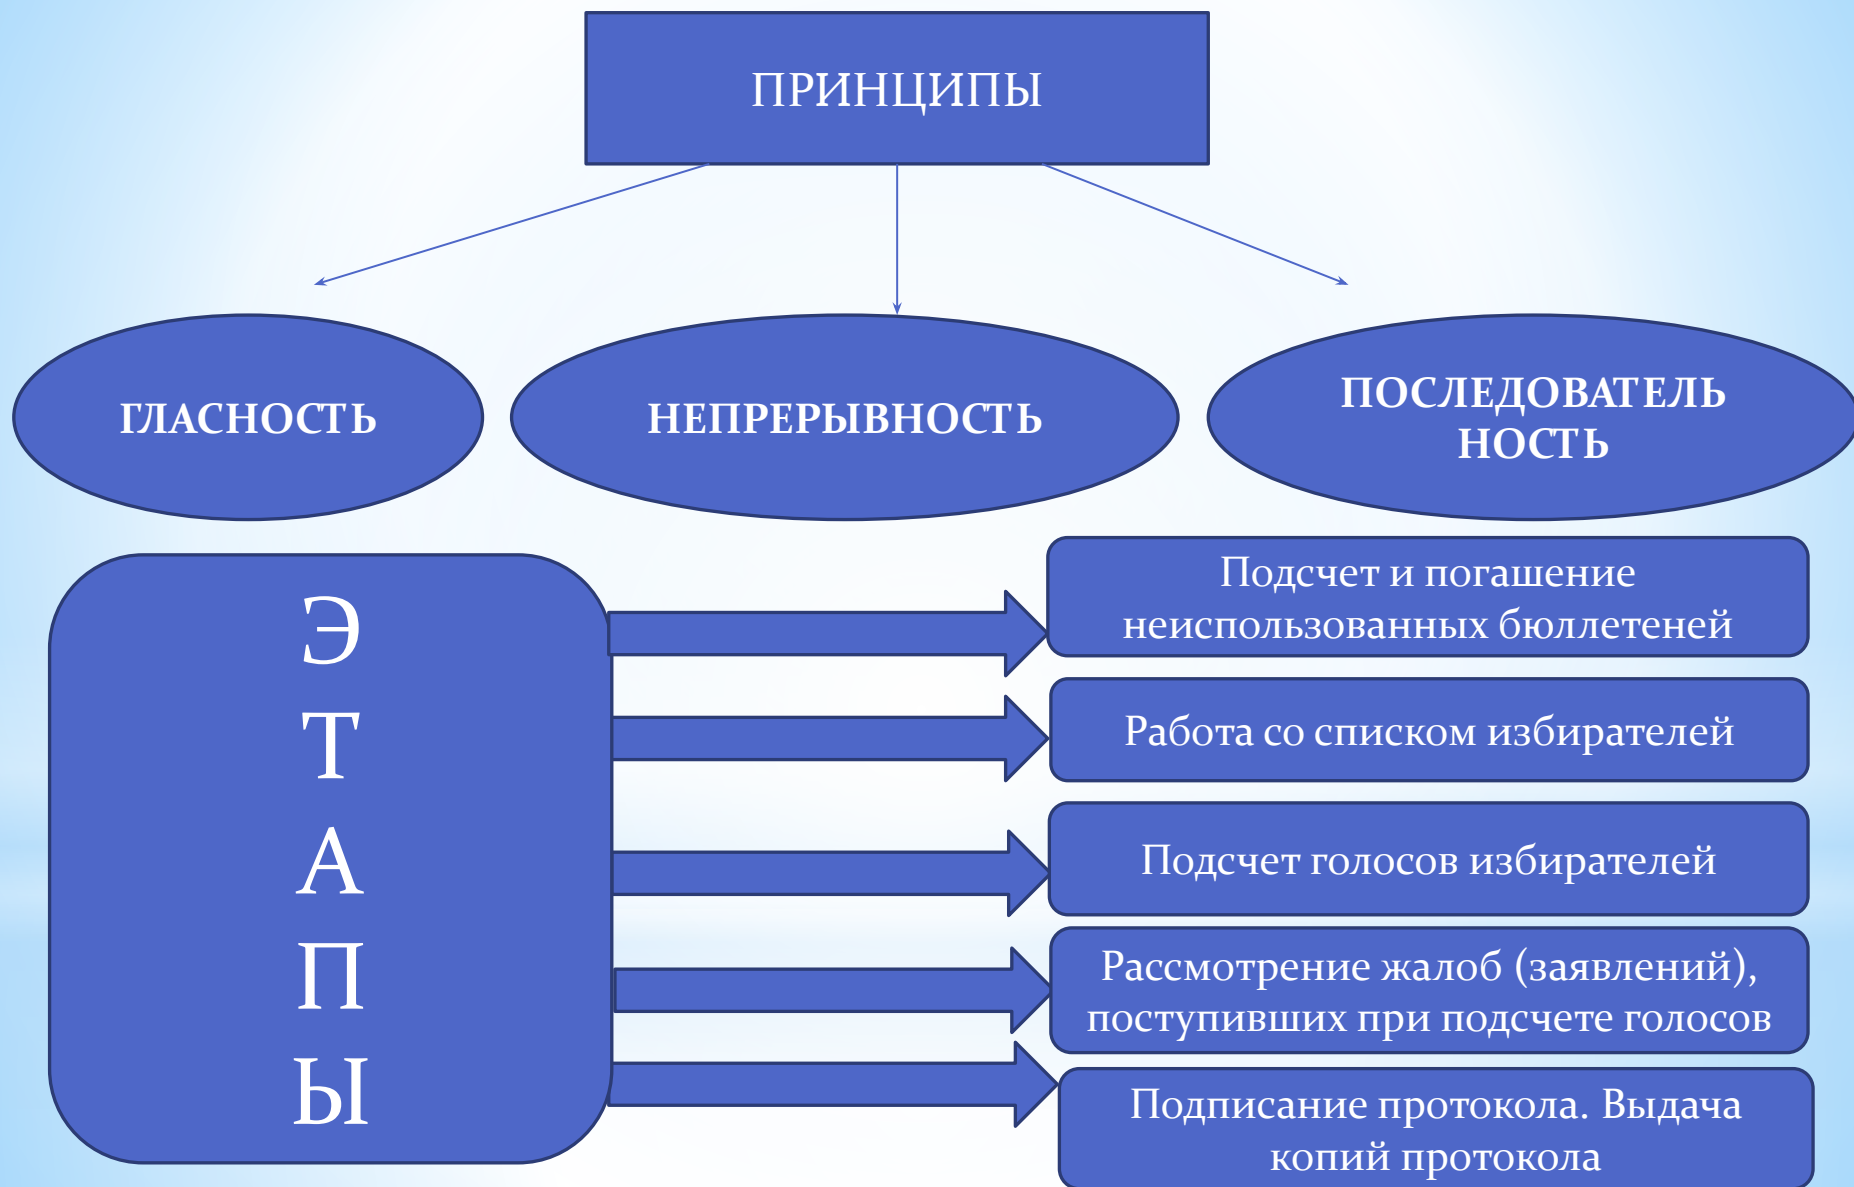 ПРИНЦИПЫ
ГЛАСНОСТЬ
НЕПРЕРЫВНОСТЬ
ПОСЛЕДОВАТЕЛЬ
НОСТЬ
Э
Т
А
П
Ы
Подсчет и погашение
неиспользованных бюллетеней
Работа со списком избирателей
Подсчет голосов избирателей
Рассмотрение жалоб (заявлений),
поступивших при подсчете голосов
Подписание протокола. Выдача
копий протокола